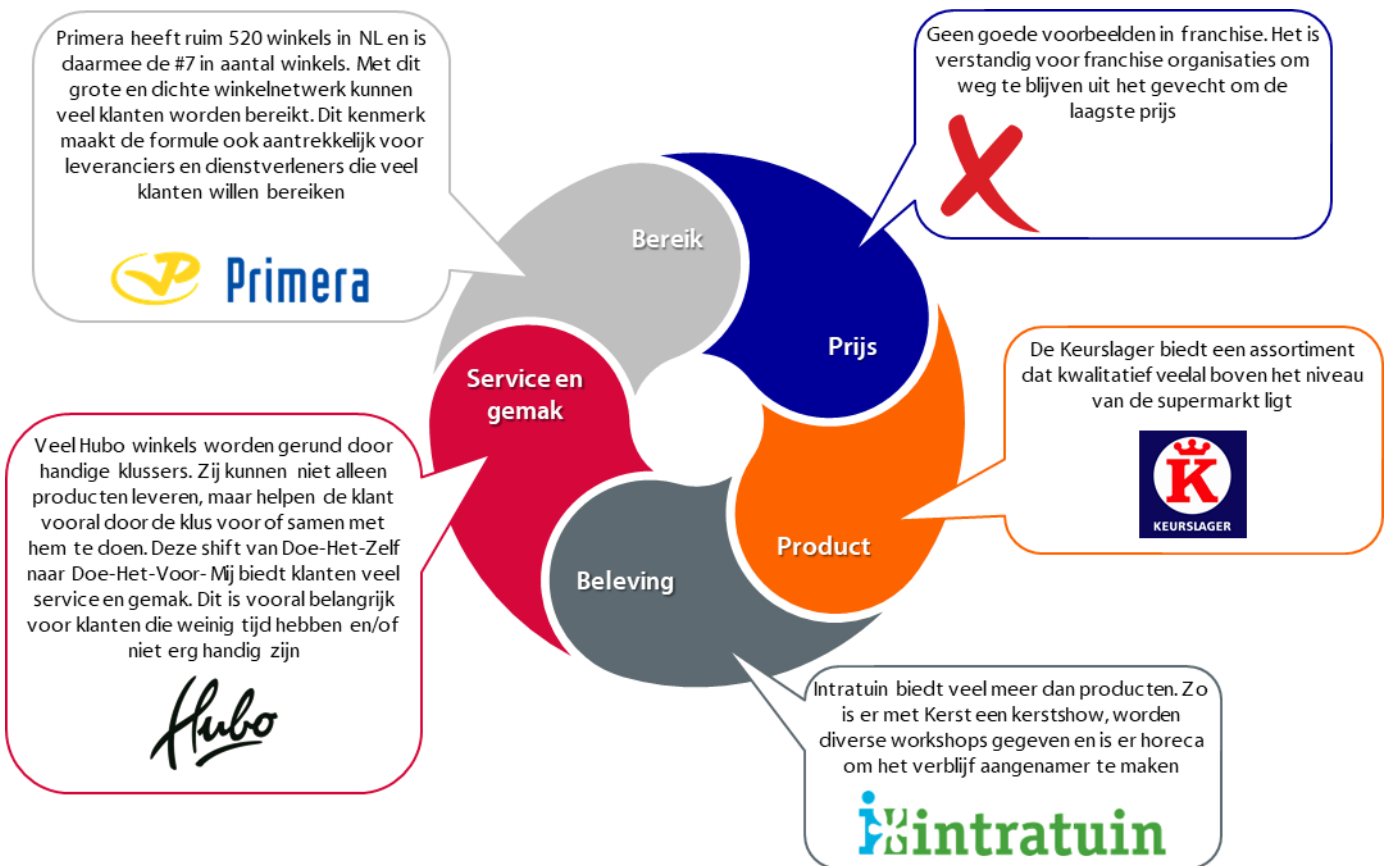 Primera heeft ruim 520 winkels in NL en is
daarmee de #7 in aantal winkels. Met dit
grote en dichte winkelnetwerk kunnen
veel klanten worden bereikt. Dit kenmerk
maakt de formule ook aantrekkelijk voor
leveranciers en dienstverleners die veel
klanten willen bereiken
Primera
Geen goede voorbeelden in franchise. Het is
verstandig voor franchise organisaties om
weg te blijven uit het gevecht om de
laagste prijs
Bereik
Prijs
Service en
gemak
Product
Beleving
De Keurslager biedt een assortiment
dat kwalitatief veelal boven het niveau
van de supermarkt ligt
K
KEURSLAGER
Veel Hubo winkels worden gerund door
handige klussers. Zij kunnen niet alleen
producten leveren, maar helpen de klant
vooral door de klus voor of samen met
hem te doen. Deze shift van Doe-Het-Zelf
naar Doe-Het-Voor-Mij biedt klanten veel
service en gemak. Dit is vooral belangrijk
voor klanten die weinig tijd hebben en/of
niet erg handig zijn
Hubo
Intratuin biedt veel meer dan producten. Zo
is er met Kerst een kerstshow, worden
diverse workshops gegeven en is er horeca
om het verblijf aangenamer te maken
intratuin